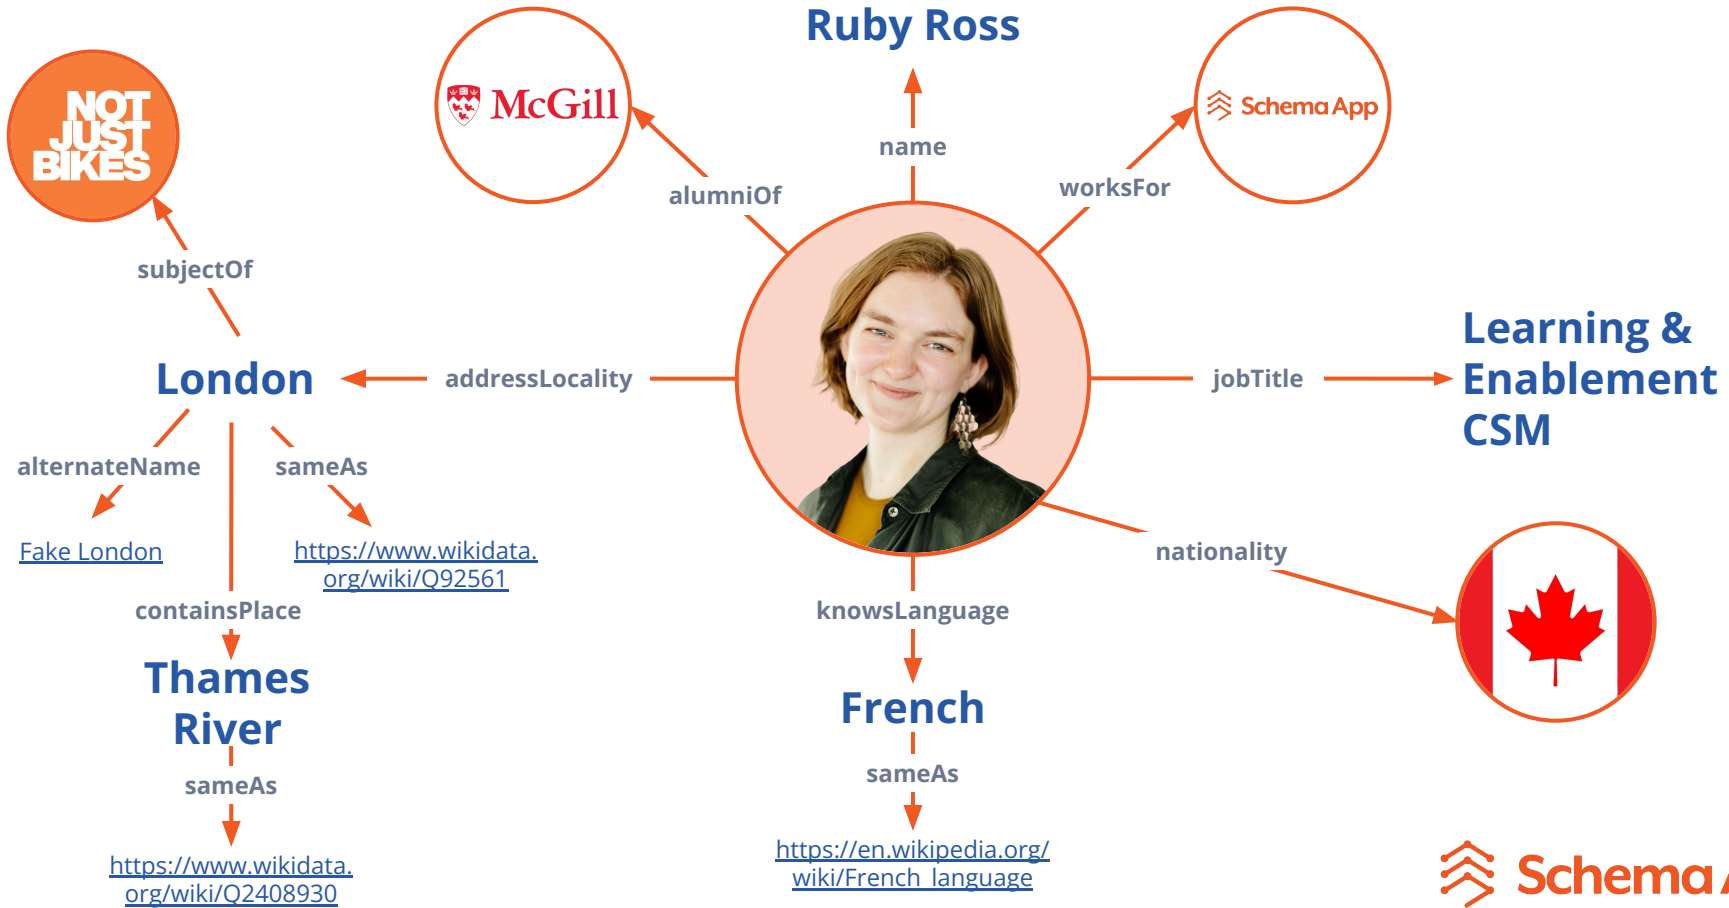 Ruby Ross
NOT
JUST
BIKES
McGill
Schema App
name
alumniOf
worksFor
subjectOf
London
addressLocality
jobTitle
Learning &
Enablement
CSM
alternateName
sameAs
Fake London
https://www.wikidata.
org/wiki/Q92561
nationality
containsPlace
knowsLanguage
Thames
River
French
sameAs
sameAs
https://www.wikidata.
org/wiki/Q2408930
https://en.wikipedia.org/
wiki/French_language
Schema A